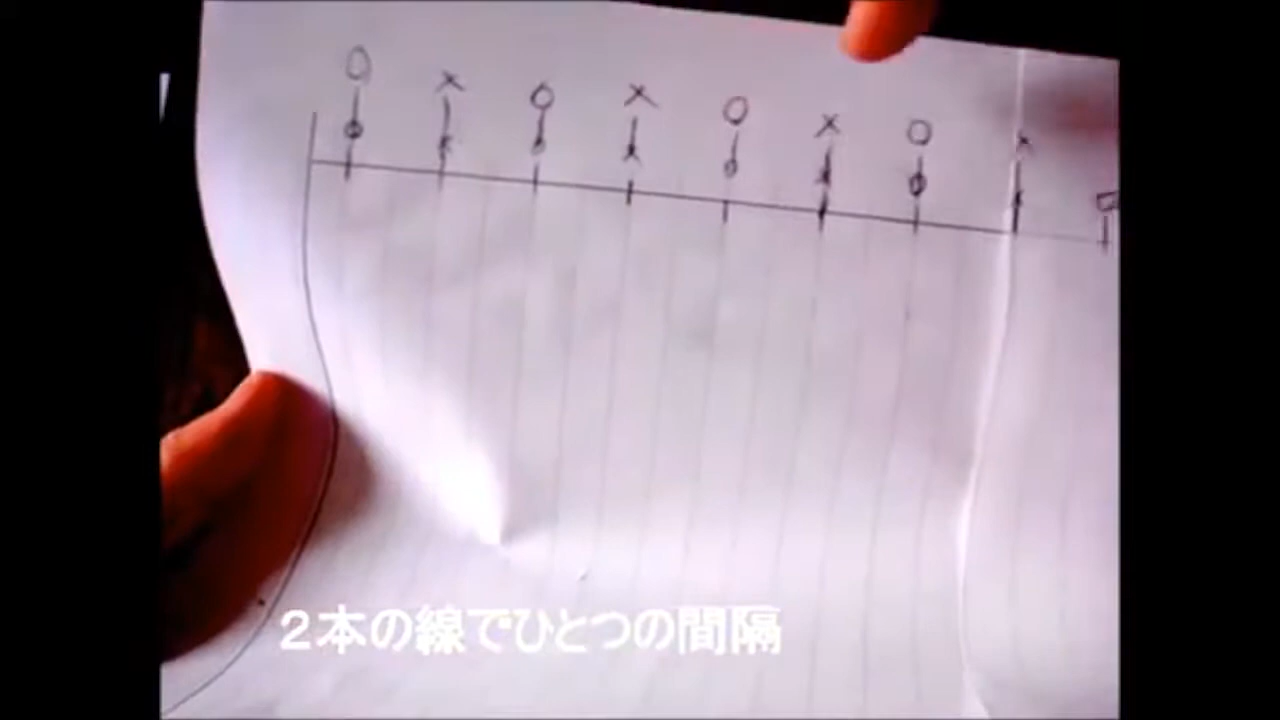 ○ × ○ × ○ × ○ ×
２本の線でひとつの間隔